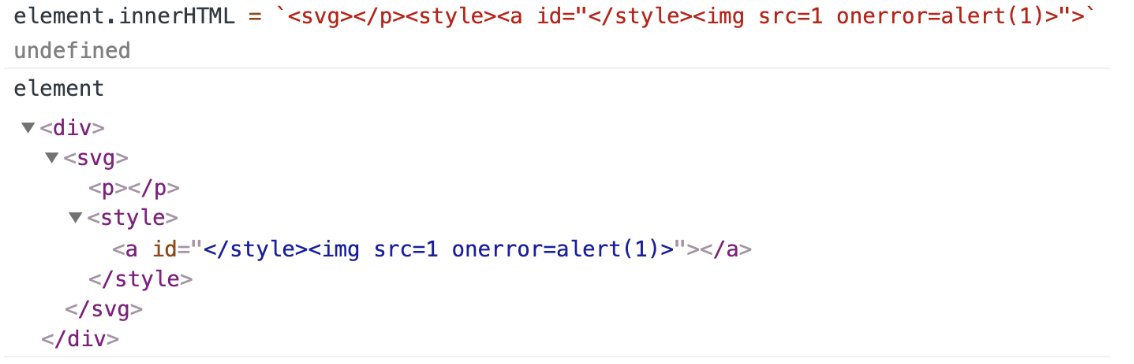 element.innerHTML = `<svg></p><style><a id="</style><img src=1 onerror=alert(1)>">`
undefined
element
▼<div>
▼<svg>
<p></p>
▼<style>
<a id="</style><img src=1 onerror=alert(1)>"></a>
</style>
</svg>
</div>